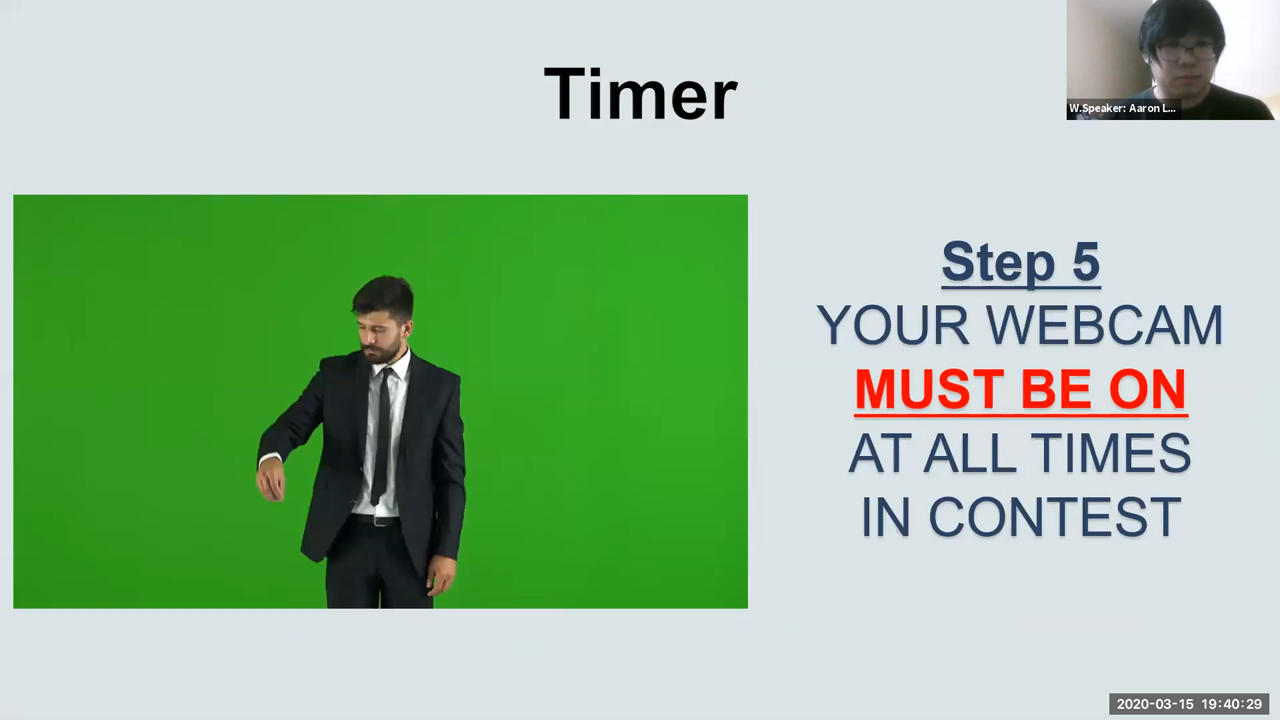 Timer
W.Speaker: Aaron L...
Step 5
YOUR WEBCAM
MUST BE ON
AT ALL TIMES
IN CONTEST
2020-03-15 19:40:29